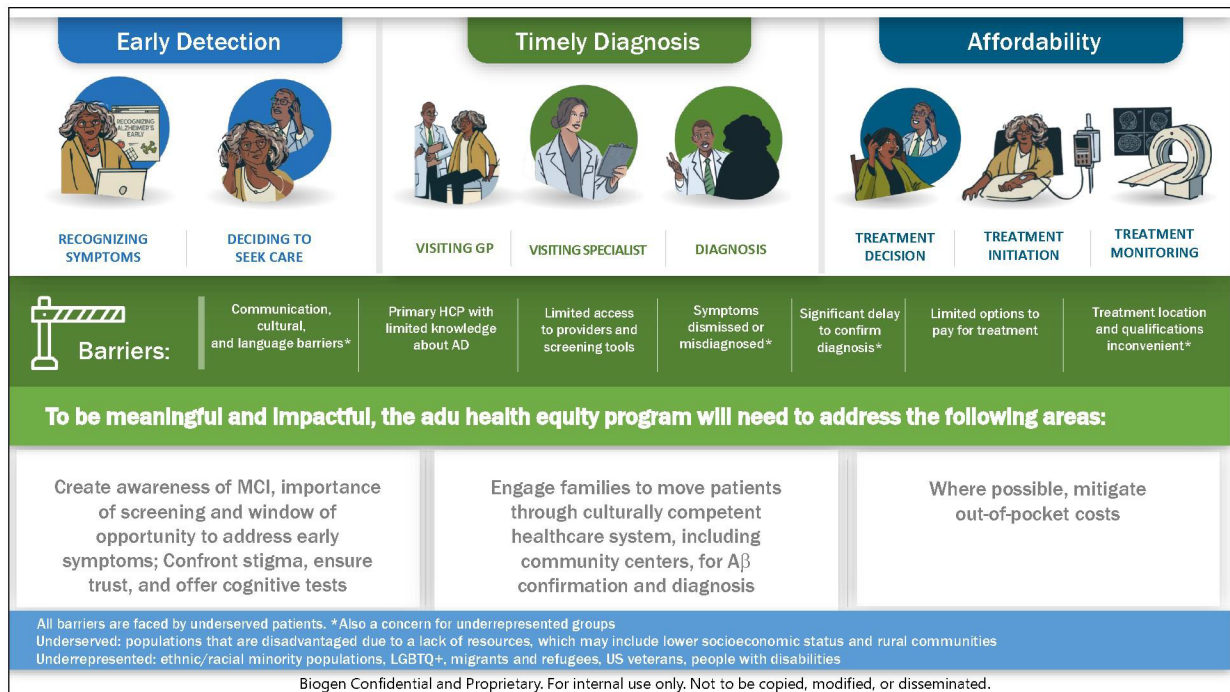 Early Detection
Timely Diagnosis
Affordability
RECOGNIZING
ALZHEIMER'S
EARLY
RECOGNIZING
SYMPTOMS
DECIDING TO
SEEK CARE
VISITING GP
VISITING SPECIALIST
DIAGNOSIS
TREATMENT
DECISION
TREATMENT
INITIATION
TREATMENT
MONITORING
Barriers:
Communication,
cultural,
and language barriers*
Primary HCP with
limited knowledge
about AD
Limited access
to providers and
screening tools
Symptoms
dismissed or
misdiagnosed*
Significant delay
to confirm
diagnosis*
Limited options to
pay for treatment
Treatment location
and qualifications
inconvenient*
To be meaningful and impactful, the adu health equity program will need to address the following areas:
Create awareness of MCI, importance
of screening and window of
opportunity to address early
symptoms; Confront stigma, ensure
trust, and offer cognitive tests
Engage families to move patients
through culturally competent
healthcare system, including
community centers, for Aβ
confirmation and diagnosis
Where possible, mitigate
out-of-pocket costs
All barriers are faced by underserved patients. *Also a concern for underrepresented groups
Underserved: populations that are disadvantaged due to a lack of resources, which may include lower socioeconomic status and rural communities
Underrepresented: ethnic/racial minority populations, LGBTQ+, migrants and refugees, US veterans, people with disabilities
Biogen Confidential and Proprietary. For internal use only. Not to be copied, modified, or disseminated.